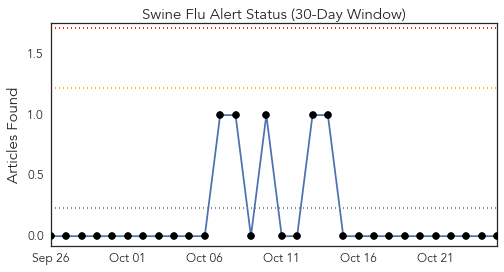 Swine Flu Alert Status (30-Day Window)
Articles Found
1.5
1.0
0.5
0.0
Sep 26 Oct 01 Oct 06 Oct 11 Oct 16 Oct 21